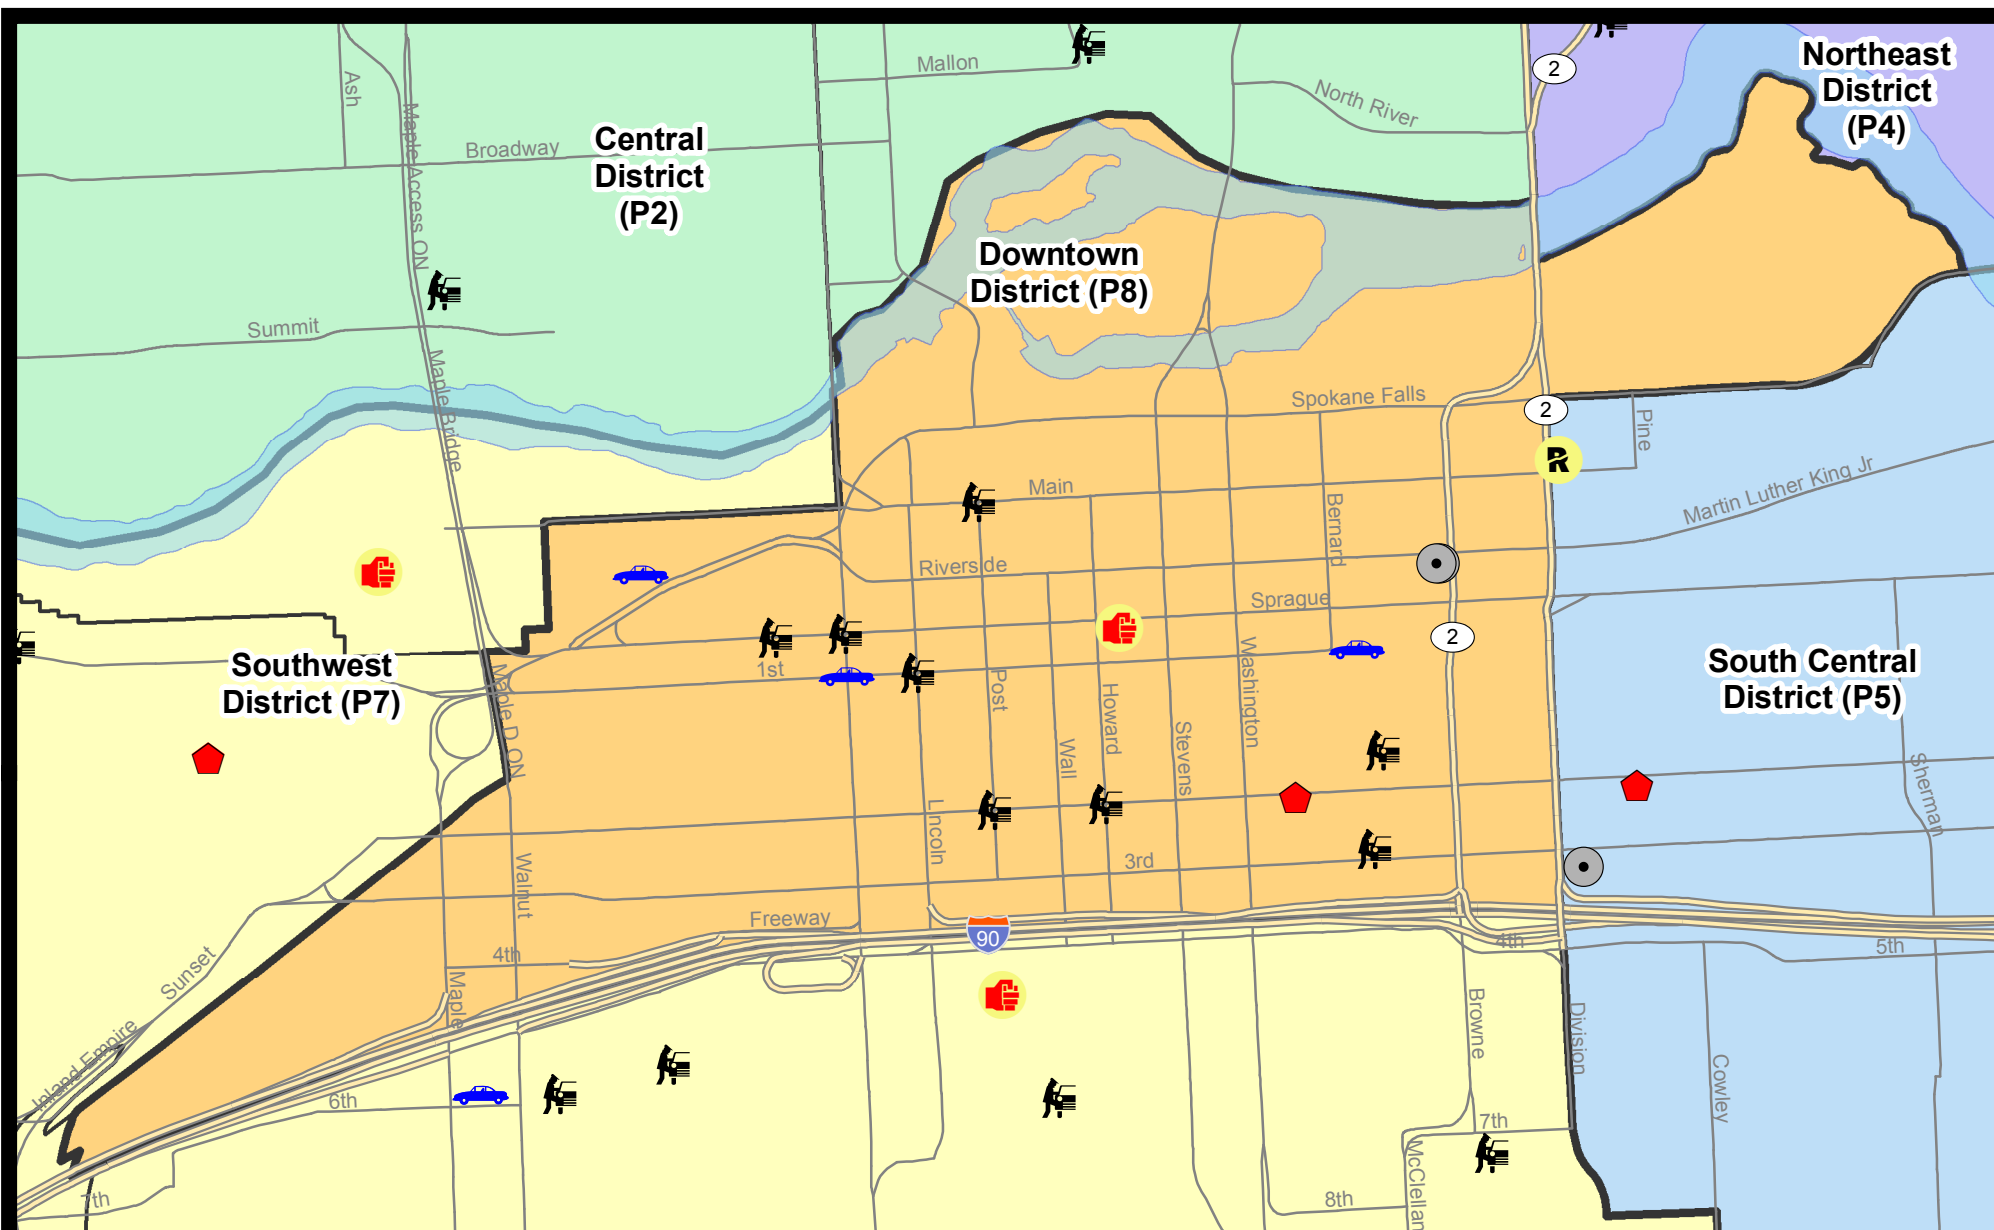 Northeast
District
(P4)
2
Mallon
North River
Ash
Maple Access ON
Broadway
Central
District
(P2)
Downtown
District (P8)
Summit
Maple Bridge
Spokane Falls
2
Pine
R
Main
Bernard
Martin Luther King Jr
Riverside
Sprague
2
Southwest
District (P7)
1st
Maple D ON
Post
Howard
Washington
South Central
District (P5)
Wall
Stevens
Sherman
Lncoln
3rd
Walnut
Freeway
90
4th
4th
5th
Sunset
Maple
Browne
Division
Inland Empire
Cowley
6th
7th
McClellan
7th
8th